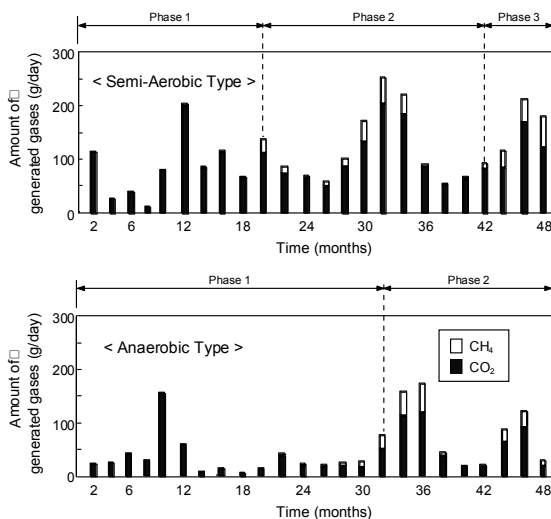 Phase 1 Phase 2 Phase 3
300
< Semi-Aerobic Type >
200
100
0
Amount of□
generated gases (g/day)
2 6 12 18 24 30 36 42 48
Time (months)
Phase 1 Phase 2
300
< Anaerobic Type >
CH₄
CO₂
200
100
0
Amount of□
generated gases (g/day)
2 6 12 18 24 30 36 42 48
Time (months)